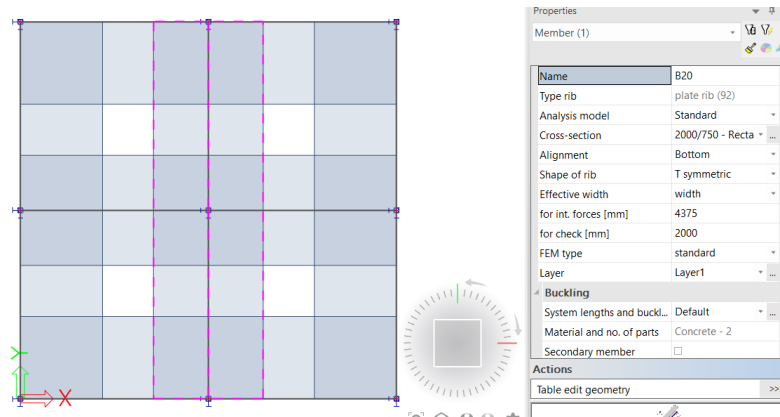 Properties
Member (1)
Name B20
Type rib plate rib (92)
Analysis model Standard
Cross-section 2000/750 - Recta ...
Alignment Bottom
Shape of rib T symmetric
Effective width width
for int. forces [mm] 4375
for check [mm] 2000
FEM type standard
Layer Layer1 ...
Buckling
System lengths and buckl... Default ...
Material and no. of parts Concrete - 2
Secondary member
Actions
Table edit geometry >>
Y
X